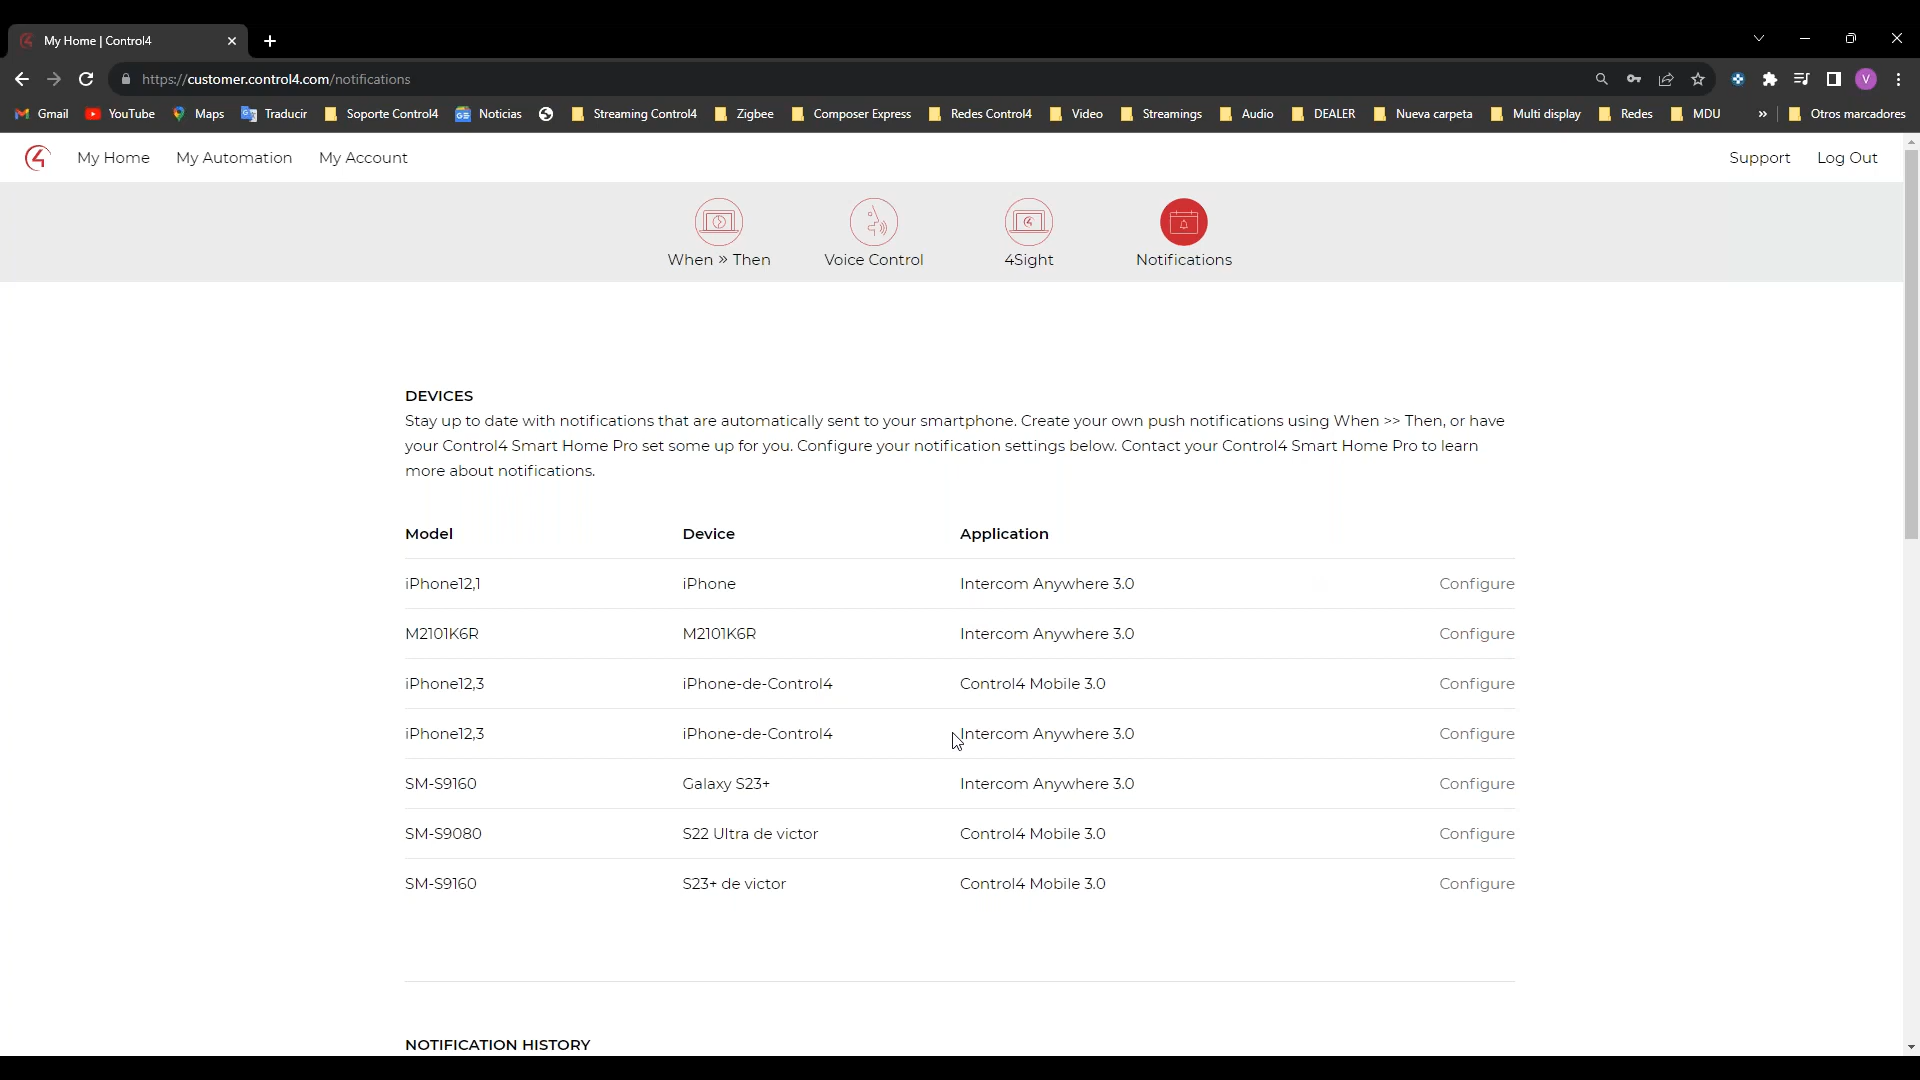 My Home | Control4
https://customer.control4.com/notifications
V
Gmail YouTube Maps Traducir Soporte Control4 Noticias Streaming Control4 Zigbee Composer Express Redes Control4 Video Streamings Audio DEALER Nueva carpeta Multi display Redes MDU » Otros marcadores
My Home My Automation My Account Support Log Out
When » Then Voice Control 4Sight Notifications
DEVICES
Stay up to date with notifications that are automatically sent to your smartphone. Create your own push notifications using When >> Then, or have
your Control4 Smart Home Pro set some up for you. Configure your notification settings below. Contact your Control4 Smart Home Pro to learn
more about notifications.
Model Device Application
iPhone12,1 iPhone Intercom Anywhere 3.0 Configure
M2101K6R M2101K6R Intercom Anywhere 3.0 Configure
iPhone12,3 iPhone-de-Control4 Control4 Mobile 3.0 Configure
iPhone12,3 iPhone-de-Control4 Intercom Anywhere 3.0 Configure
SM-S9160 Galaxy S23+ Intercom Anywhere 3.0 Configure
SM-S9080 S22 Ultra de victor Control4 Mobile 3.0 Configure
SM-S9160 S23+ de victor Control4 Mobile 3.0 Configure
NOTIFICATION HISTORY